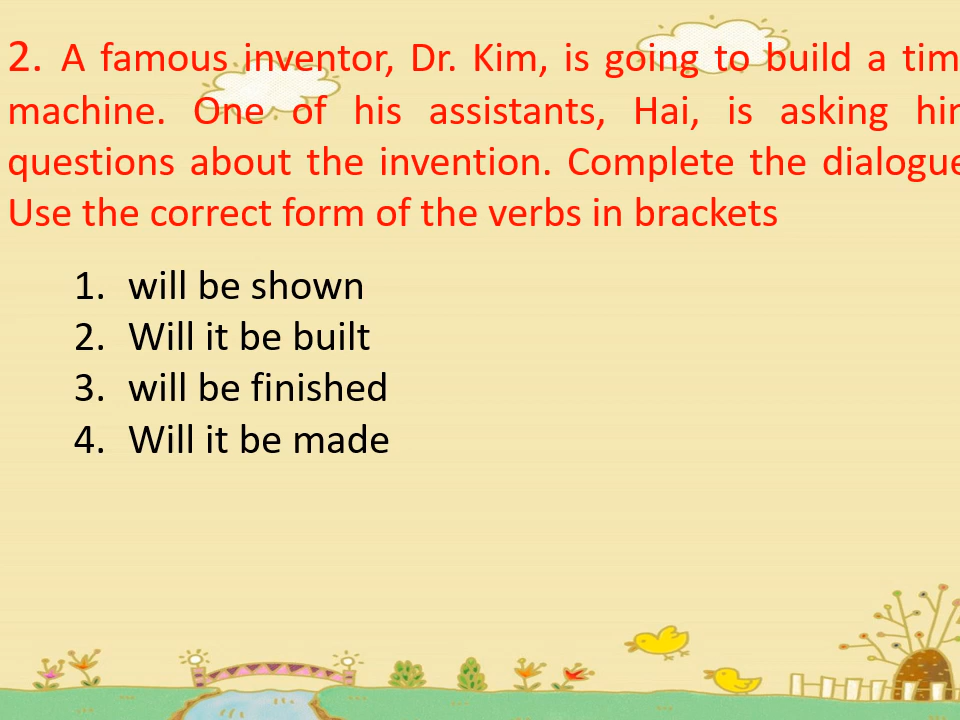 2. A famous inventor, Dr. Kim, is going to build a tim
machine. One of his assistants, Hai, is asking hin
questions about the invention. Complete the dialogue
Use the correct form of the verbs in brackets
1. will be shown
2. Will it be built
3. will be finished
4. Will it be made